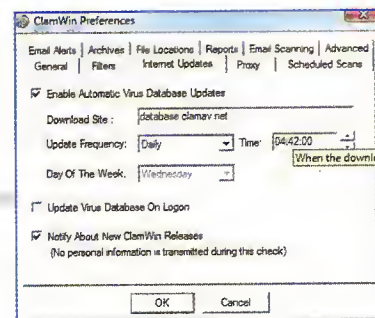 ClamWin Preferences
Email Alerts | Archives | File Locations | Reports | Email Scanning | Advanced
General | Filters | Internet Updates | Proxy | Scheduled Scans
Enable Automatic Virus Database Updates
Download Site : database clamav net
Update Frequency: Daily Time: 04:42:00
When the downl
Day Of The Week. Wednesday
Update Virus Database On Logon
Notify About New ClamWin Releases
(No personal information is transmitted during this check)
OK Cancel